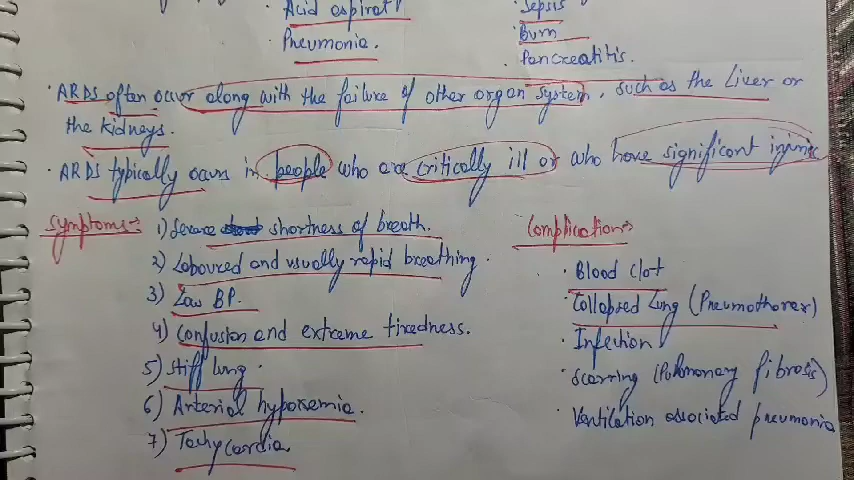 · Acid aspirat
· Pneumonia.
· Sepsis
· Burn
· Pancreatitis.
· ARDS often occur along with the failure of other organ system, such as the Liver or
the kidneys.
· ARDS typically occurs in people who are critically ill or who have significant injuries
Symptoms:-
1) Severe shortness of breath.
2) Laboured and usually rapid breathing.
3) Low BP.
4) Confusion and extreme tiredness.
5) Stiff lung.
6) Arterial hypoxemia.
7) Tachycardia.
Complication:-
· Blood clot
· Collapsed Lung (Pneumothorax)
· Infection
· Scarring (Pulmonary fibrosis)
· Ventilation associated pneumonia